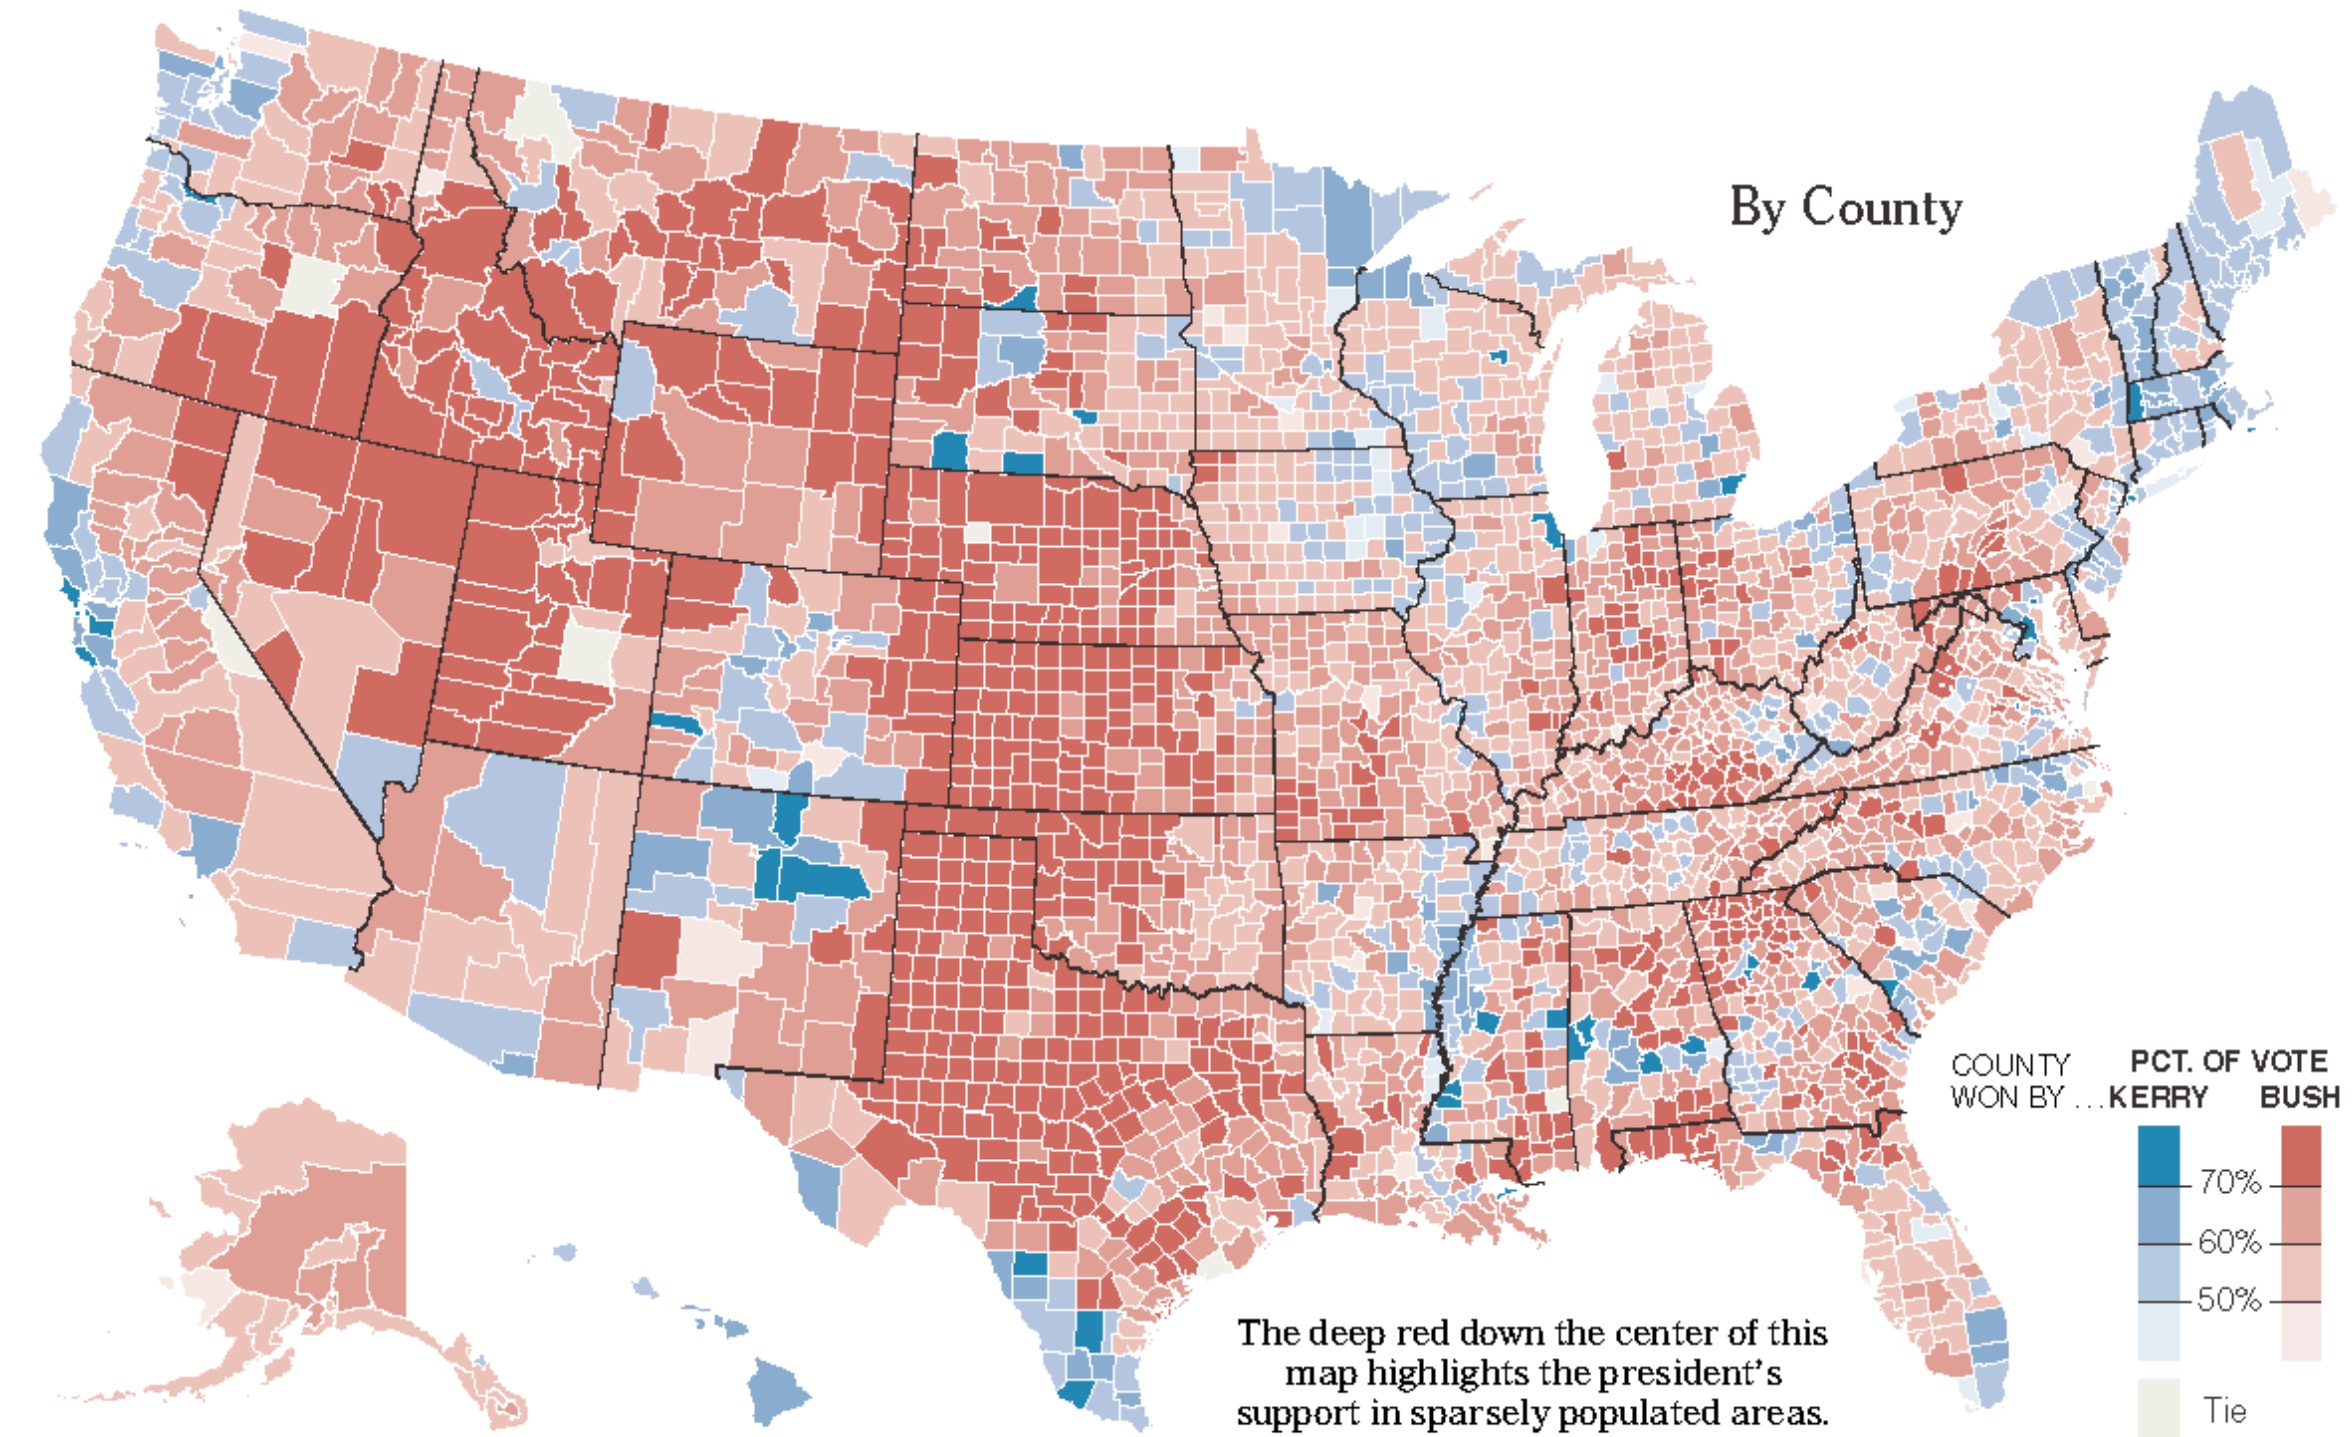 By County
COUNTY
WON BY ...
PCT. OF VOTE
KERRY BUSH
70%
60%
50%
Tie
The deep red down the center of this
map highlights the president's
support in sparsely populated areas.